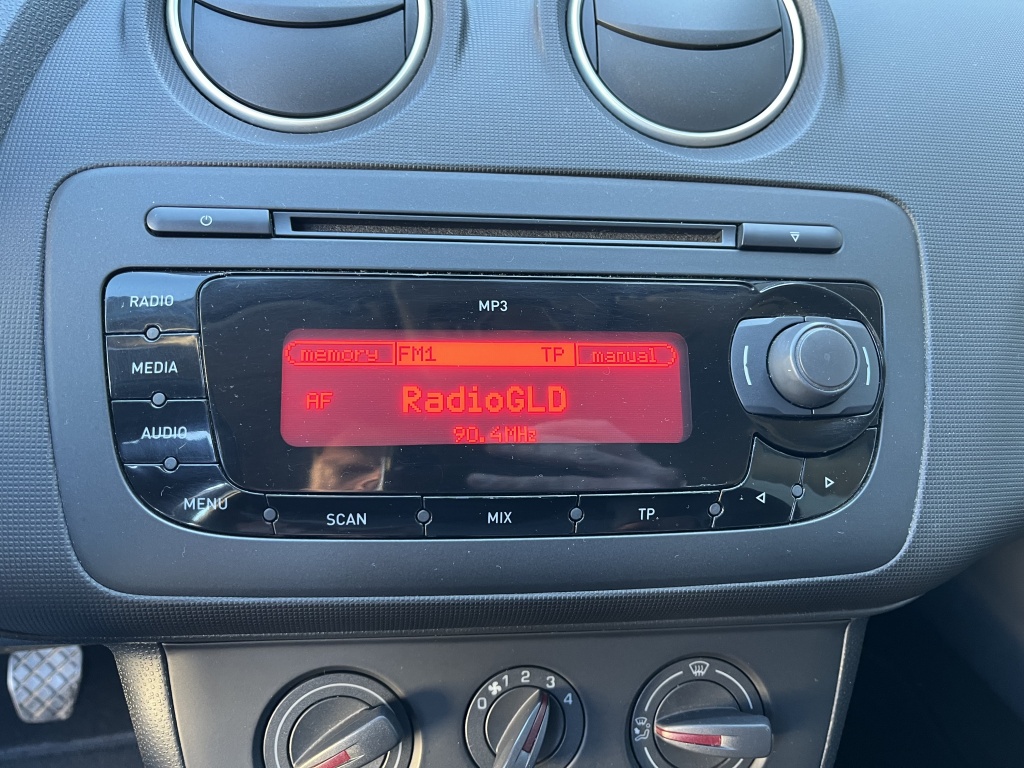 MP3
RADIO
MEDIA
AUDIO
MENU
memory FM1 TP manual
AF RadioGLD
90.4MHz
SCAN MIX TP
0 1 2 3 4